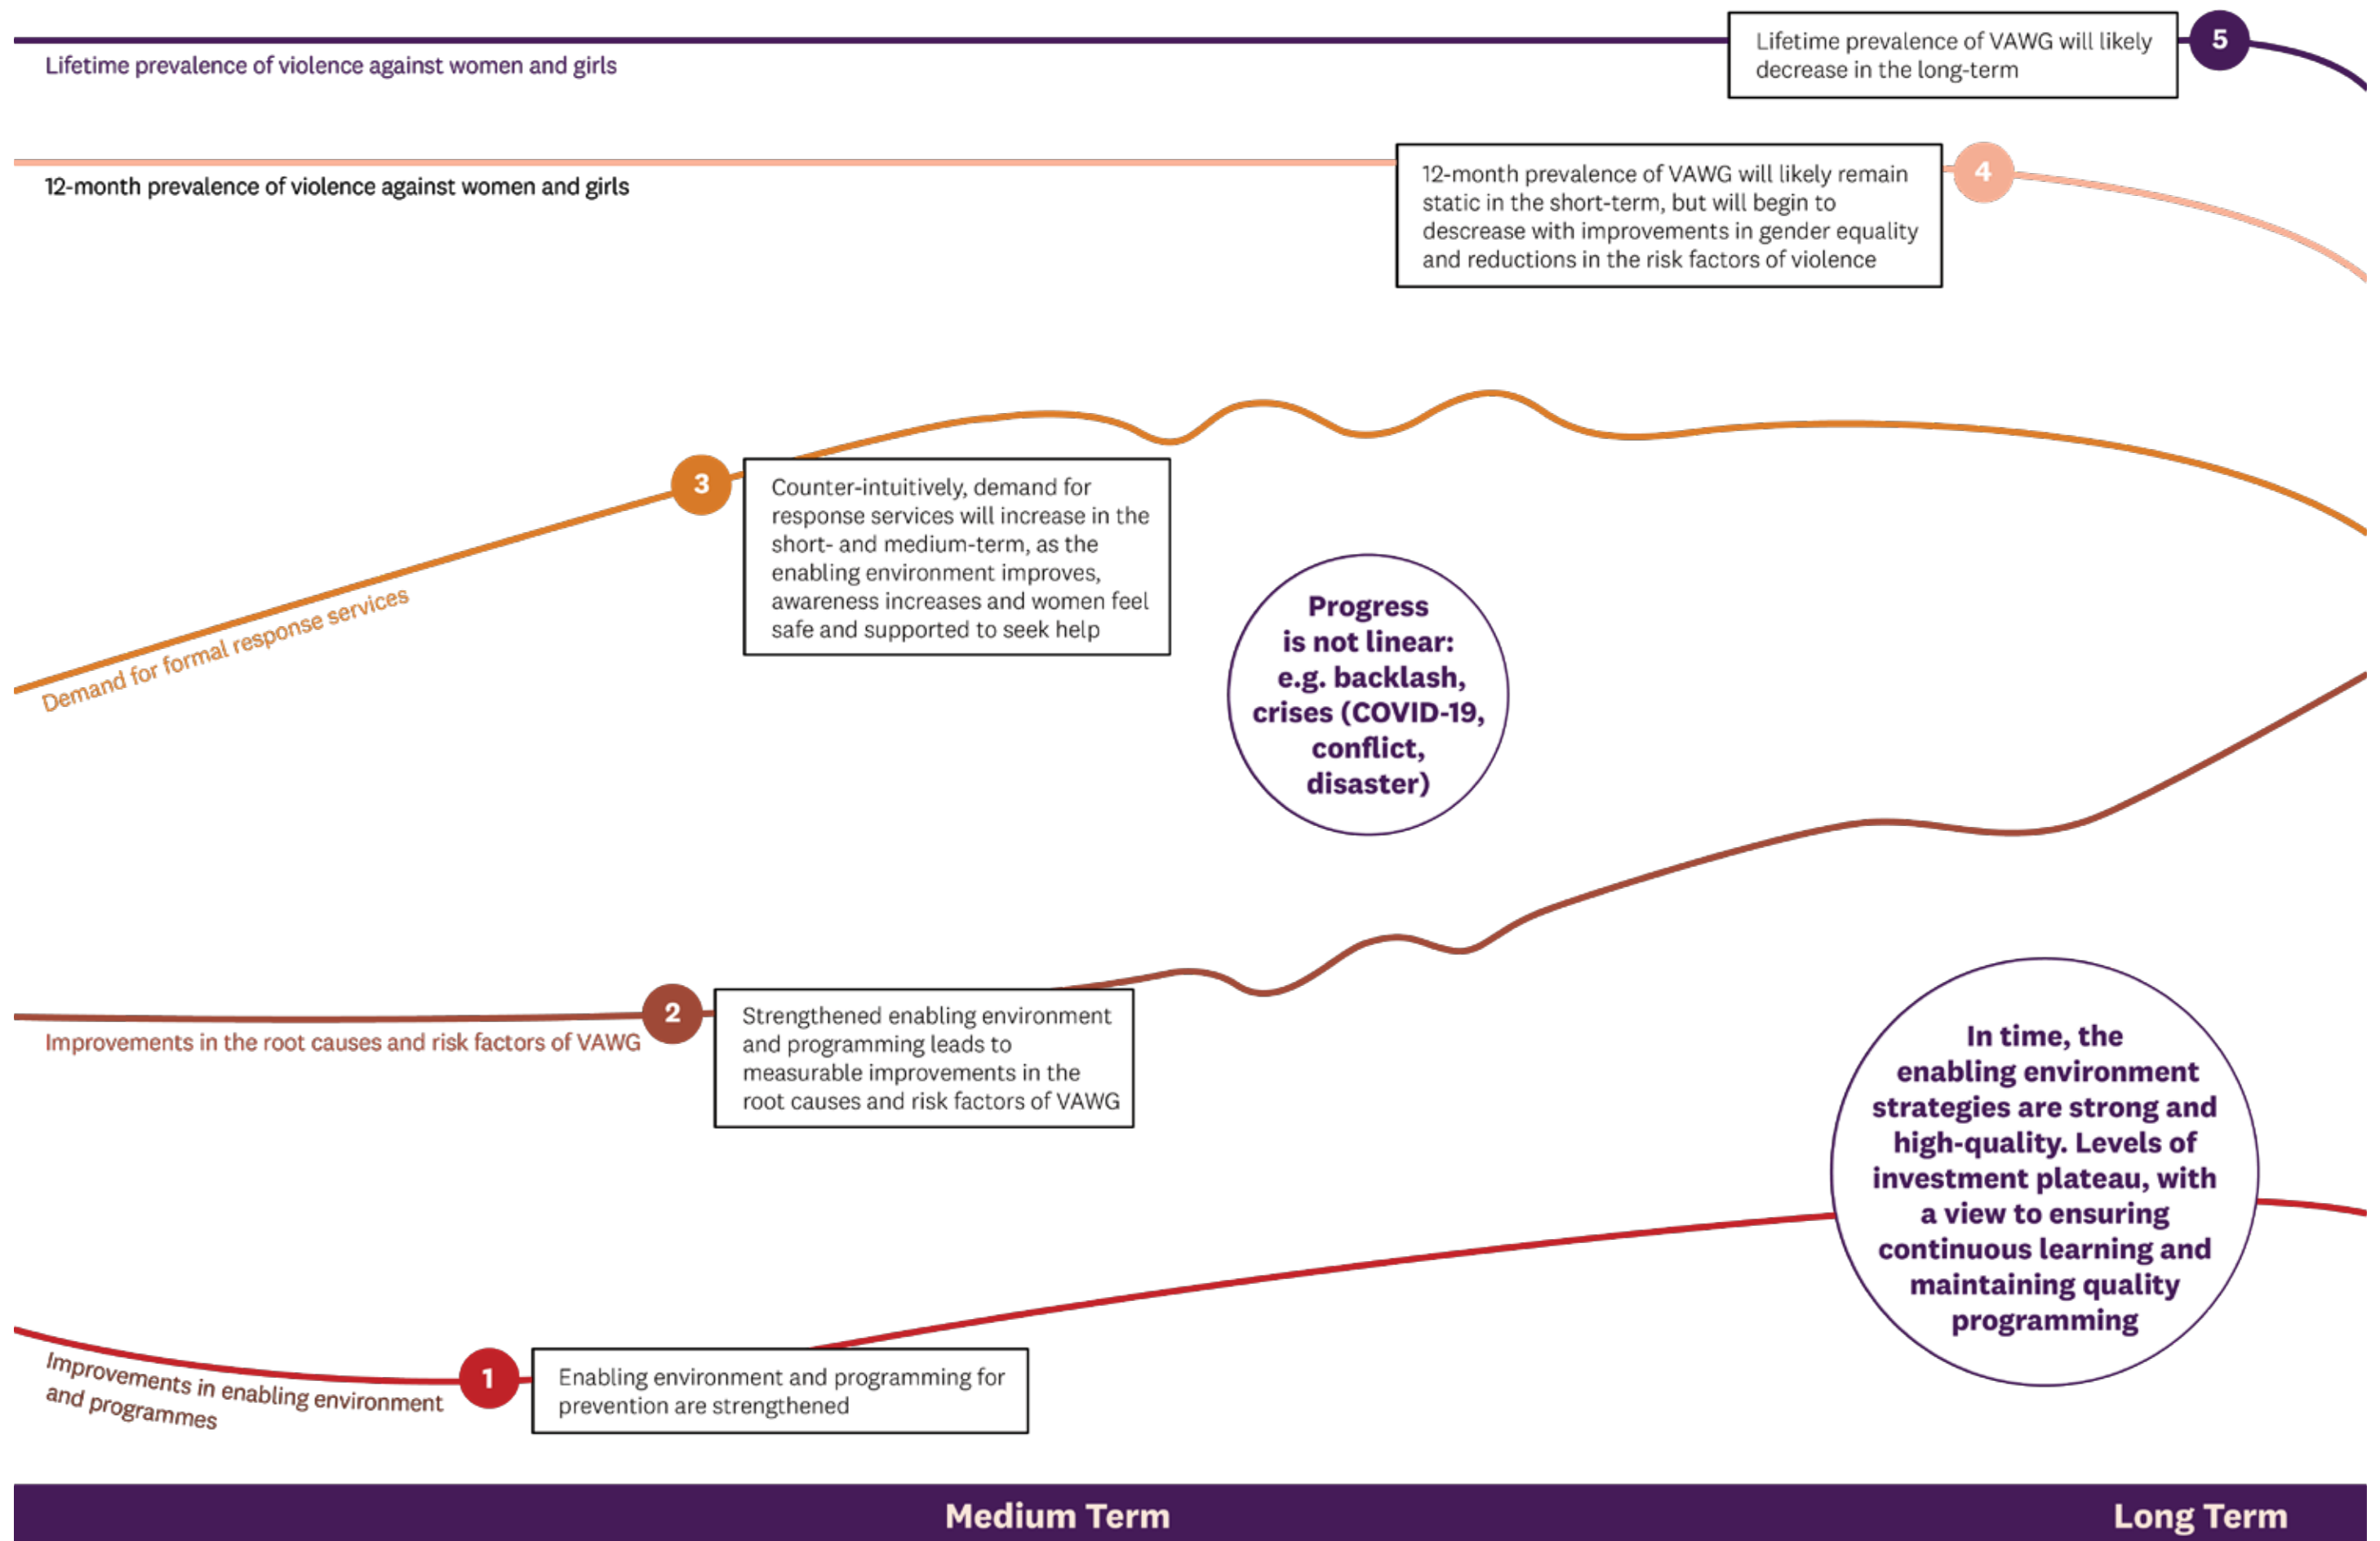 Lifetime prevalence of violence against women and girls
Lifetime prevalence of VAWG will likely
decrease in the long-term
5
12-month prevalence of violence against women and girls
12-month prevalence of VAWG will likely remain
static in the short-term, but will begin to
descrease with improvements in gender equality
and reductions in the risk factors of violence
4
Demand for formal response services
3
Counter-intuitively, demand for
response services will increase in the
short- and medium-term, as the
enabling environment improves,
awareness increases and women feel
safe and supported to seek help
Progress
is not linear:
e.g. backlash,
crises (COVID-19,
conflict,
disaster)
Improvements in the root causes and risk factors of VAWG
2
Strengthened enabling environment
and programming leads to
measurable improvements in the
root causes and risk factors of VAWG
In time, the
enabling environment
strategies are strong and
high-quality. Levels of
investment plateau, with
a view to ensuring
continuous learning and
maintaining quality
programming
Improvements in enabling environment
and programmes
1
Enabling environment and programming for
prevention are strengthened
Medium Term
Long Term